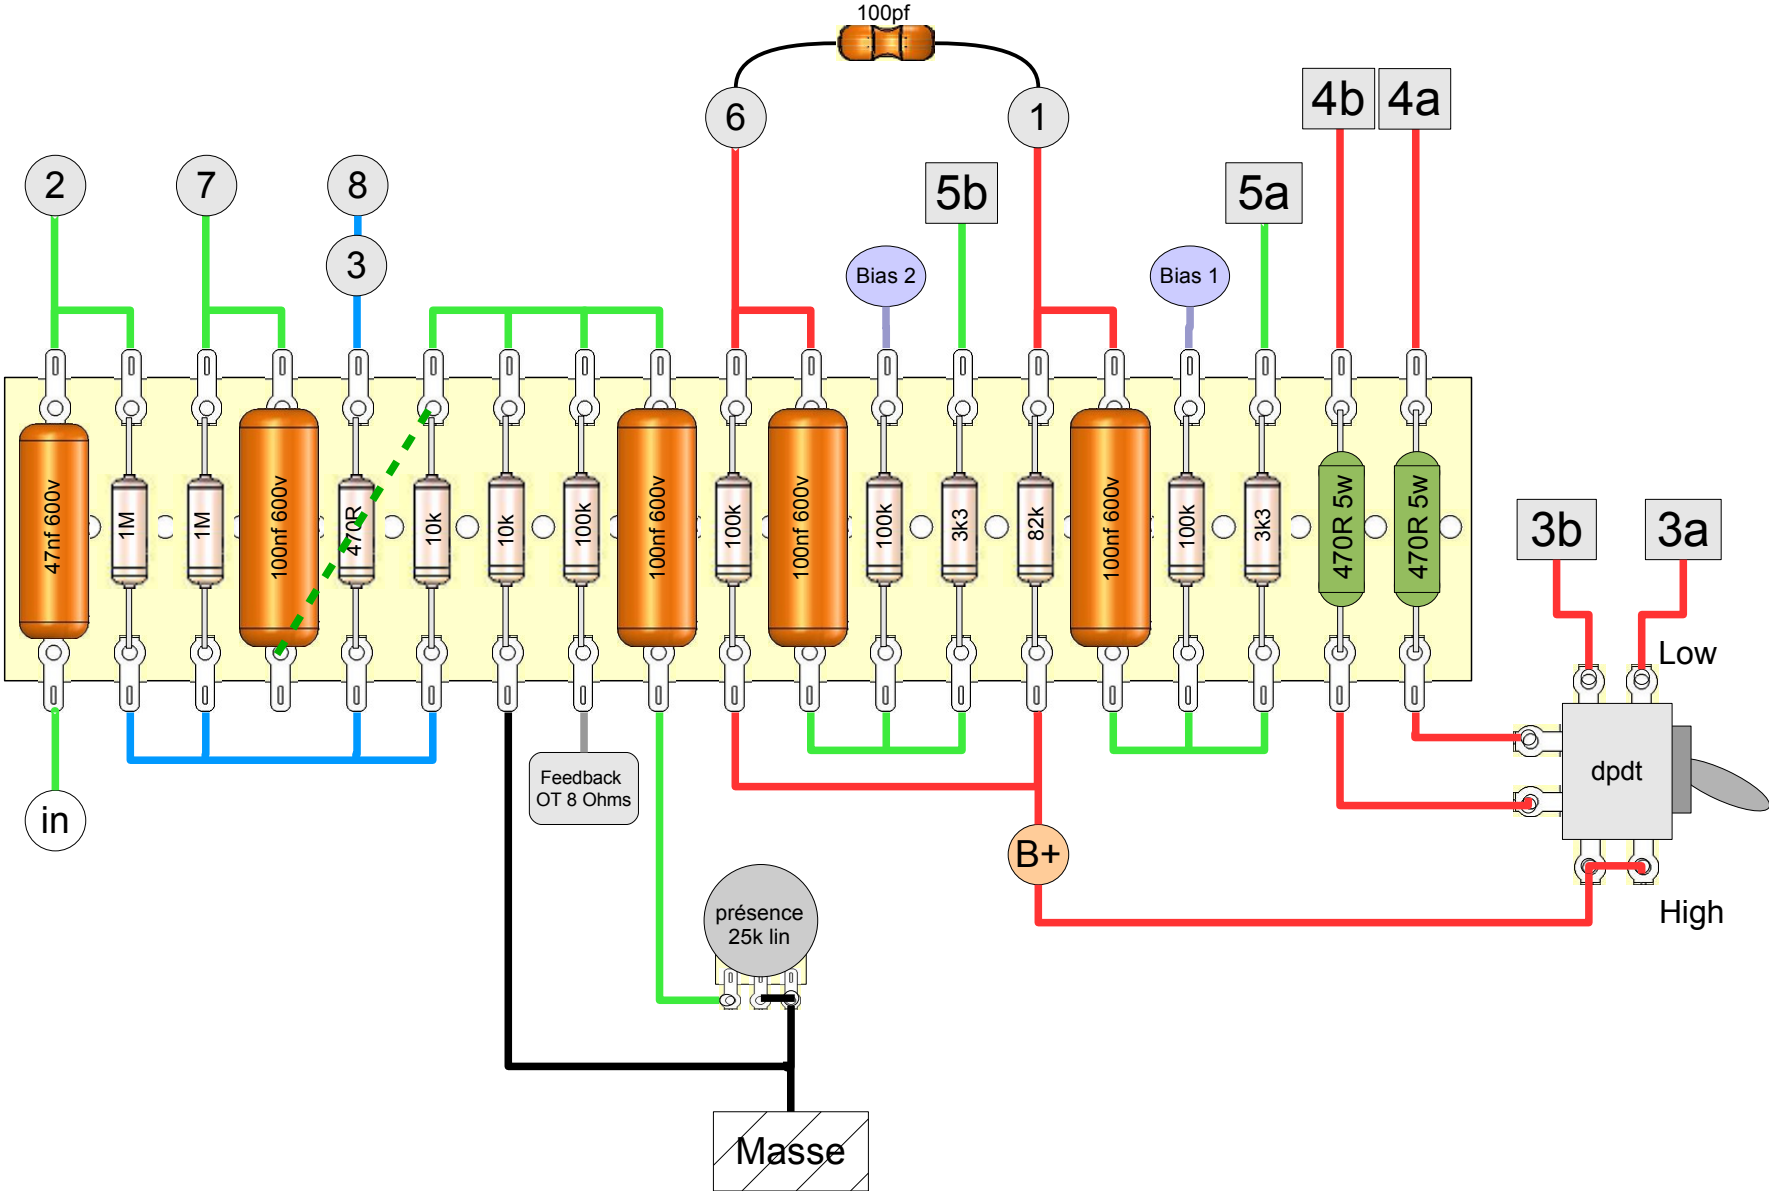 100pf
6
1
4b
4a
2
7
8
5b
5a
3
Bias 2
Bias 1
47nf 600v
1M
1M
100nf 600v
470R
10k
10k
100k
100nf 600v
100k
100nf 600v
100k
3k3
82k
100nf 600v
100k
3k3
470R 5w
470R 5w
3b
3a
Low
dpdt
High
in
Feedback
OT 8 Ohms
B+
présence
25k lin
Masse